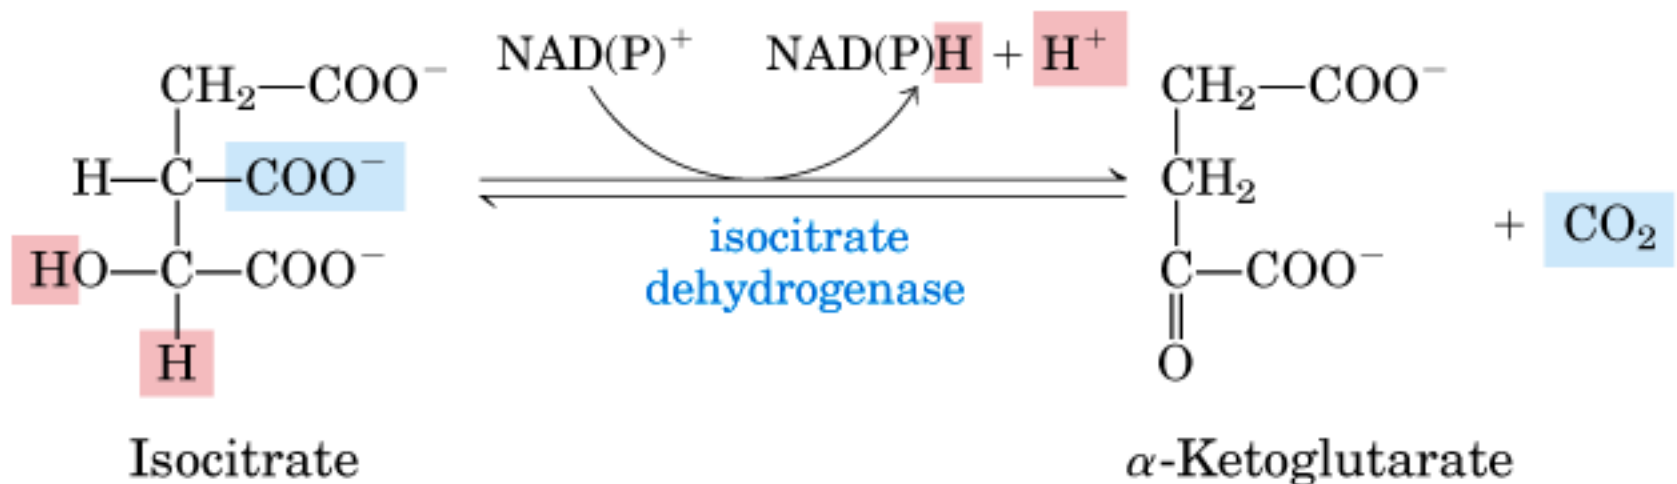 NAD(P)⁺ NAD(P)H + H⁺
CH₂—COO⁻ CH₂—COO⁻
H—C—COO⁻ CH₂
isocitrate + CO₂
HO—C—COO⁻ C—COO⁻
dehydrogenase
H O
Isocitrate α-Ketoglutarate